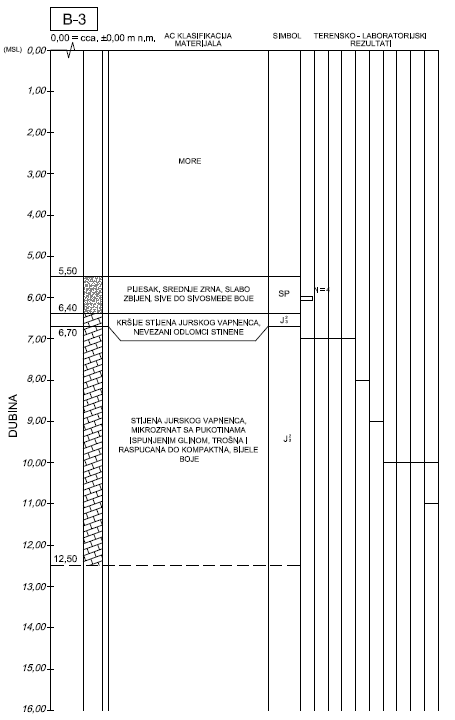 B-3
0,00 = cca, ±0,00 m n,m,
(MSL)
AC KLASIFIKACIJA
MATERIJALA
SIMBOL
TERENSKO - LABORATORIJSKI
REZULTATI
0,00
1,00
2,00
MORE
3,00
4,00
5,00
5,50
PIJESAK, SREDNJE ZRNA, SLABO
ZBIJEN, SIVE DO SIVOSMEĐE BOJE
SP
N=4
6,00
6,40
KRŠJE STIJENA JURSKOG VAPNENCA,
NEVEZANI ODLOMCI STINENE
6,70
7,00
8,00
DUBINA
9,00
STIJENA JURSKOG VAPNENCA,
MIKROZRNAT SA PUKOTINAMA
ISPUNJENIM GLINOM, TROŠNA I
RASPUCANA DO KOMPAKTNA, BIJELE
BOJE
10,00
11,00
12,00
12,50
13,00
14,00
15,00
16,00